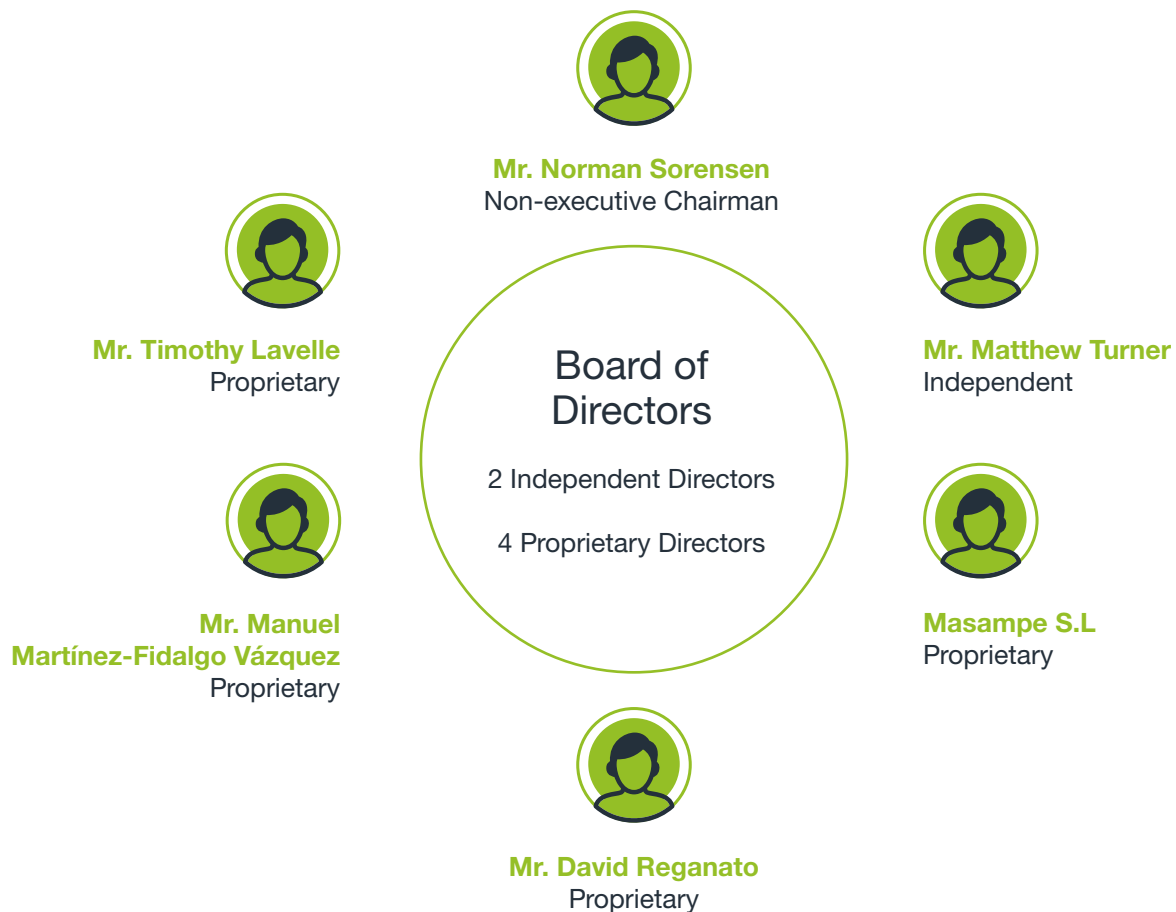 Mr. Norman Sorensen
Non-executive Chairman
Mr. Timothy Lavelle
Proprietary
Mr. Matthew Turner
Independent
Board of
Directors
2 Independent Directors
4 Proprietary Directors
Mr. Manuel
Martínez-Fidalgo Vázquez
Proprietary
Masampe S.L
Proprietary
Mr. David Reganato
Proprietary